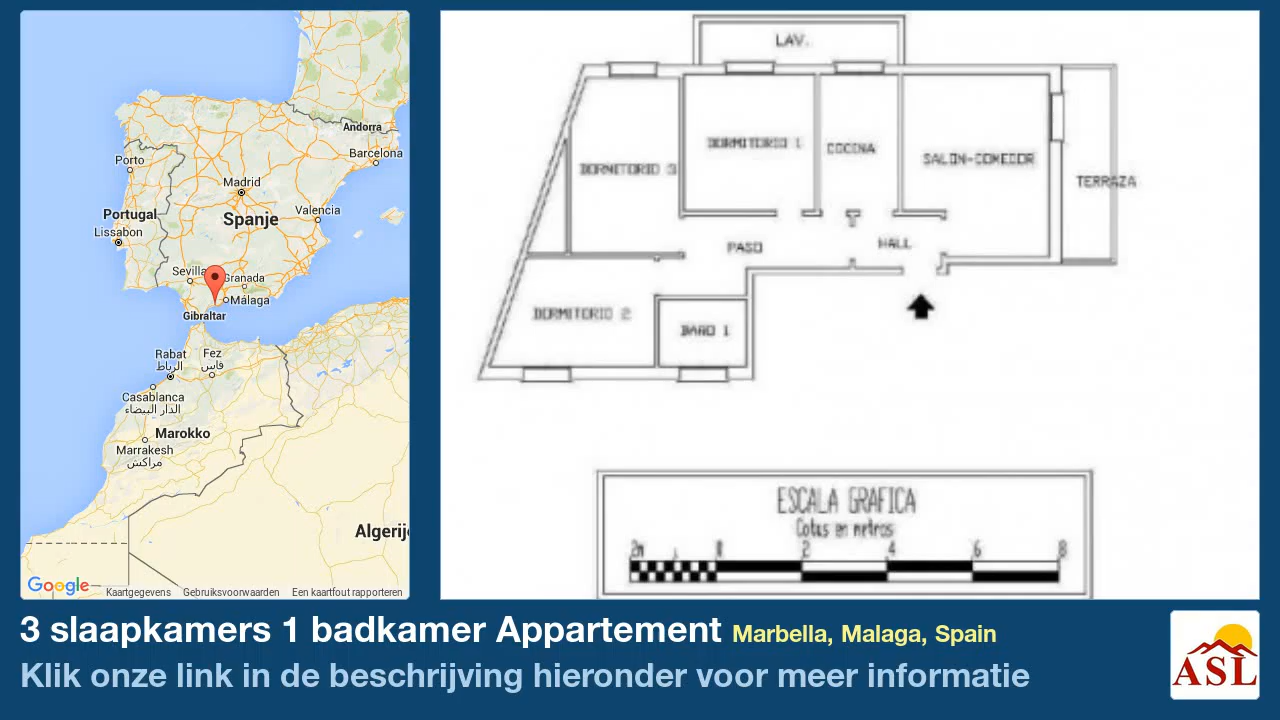 Andorra
Barcelona
Porto
Madrid
Portugal
Spanje
Valencia
Lissabon
Sevilla
Granada
Málaga
Gibraltar
Rabat
الرباط
Fez
فاس
Casablanca
الدار البيضاء
Marokko
Marrakesh
مراكش
Algerije
Google
Kaartgegevens Gebruiksvoorwaarden Een kaartfout rapporteren
LAV.
DORMITORIO 3
DORMITORIO 1
COCINA
SALON-COMEDOR
TERRAZA
PASO
HALL
DORMITORIO 2
BAÑO 1
ESCALA GRAFICA
Cotas en metros
2m 1 0 2 4 6 8
3 slaapkamers 1 badkamer Appartement Marbella, Malaga, Spain
Klik onze link in de beschrijving hieronder voor meer informatie
ASL